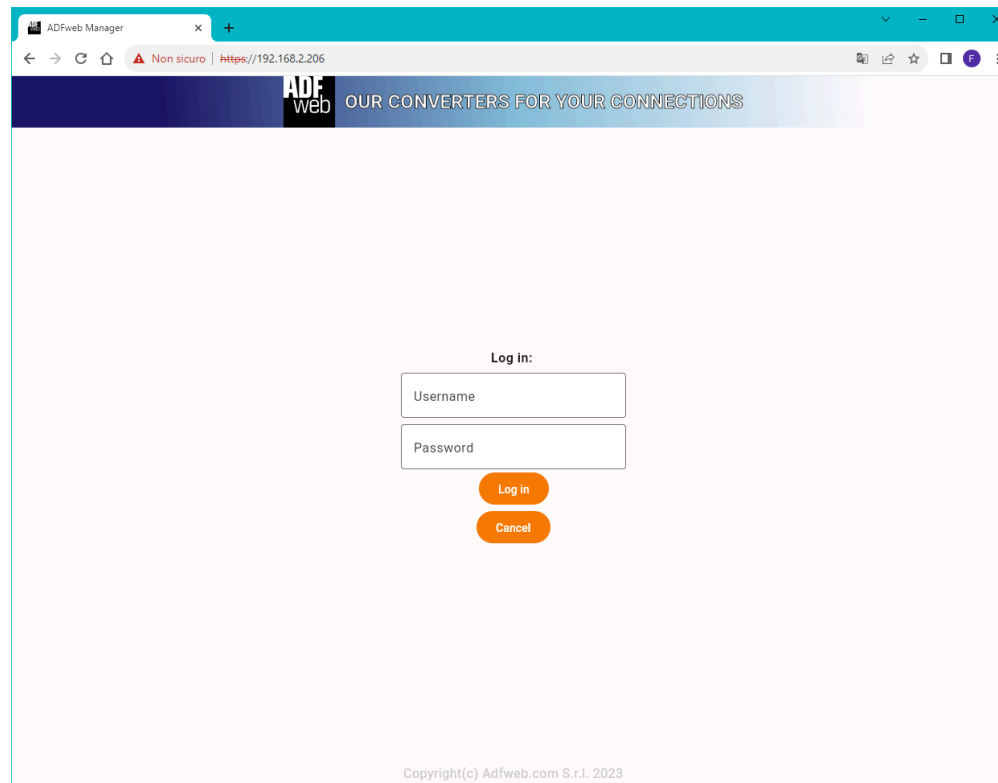 ADFweb Manager
Non sicuro | https://192.168.2.206
F
ADF
web
OUR CONVERTERS FOR YOUR CONNECTIONS
Log in:
Username
Password
Log in
Cancel
Copyright(c) Adfweb.com S.r.l. 2023